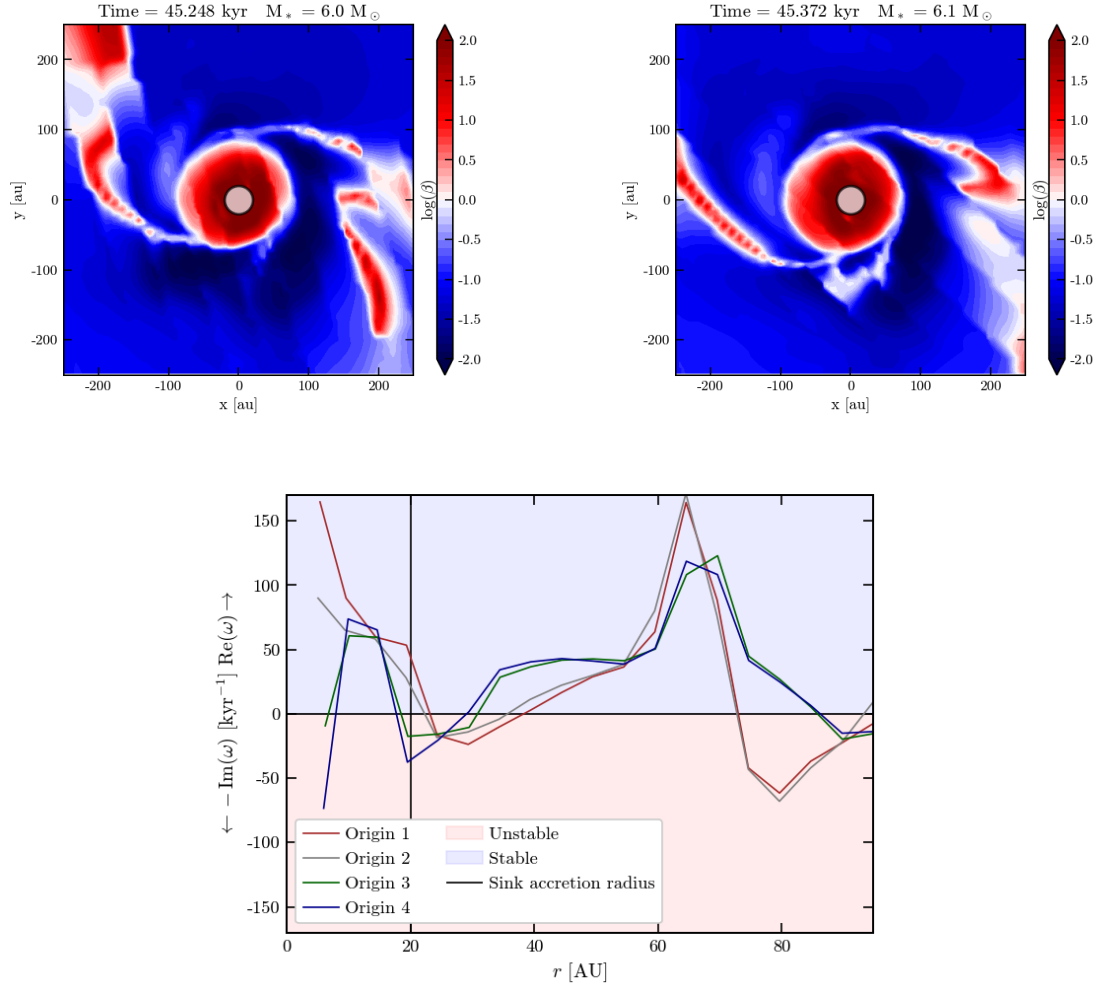 Time = 45.248 kyr M* = 6.0 M⊙
Time = 45.372 kyr M* = 6.1 M⊙
200
100
0
-100
-200
y [au]
-200 -100 0 100 200
x [au]
2.0
1.5
1.0
0.5
0.0
-0.5
-1.0
-1.5
-2.0
log(β)
200
100
0
-100
-200
y [au]
-200 -100 0 100 200
x [au]
2.0
1.5
1.0
0.5
0.0
-0.5
-1.0
-1.5
-2.0
log(β)
150
100
50
0
-50
-100
-150
← − Im(ω) [kyr⁻¹] Re(ω) →
Origin 1
Origin 2
Origin 3
Origin 4
Unstable
Stable
Sink accretion radius
0 20 40 60 80
r [AU]